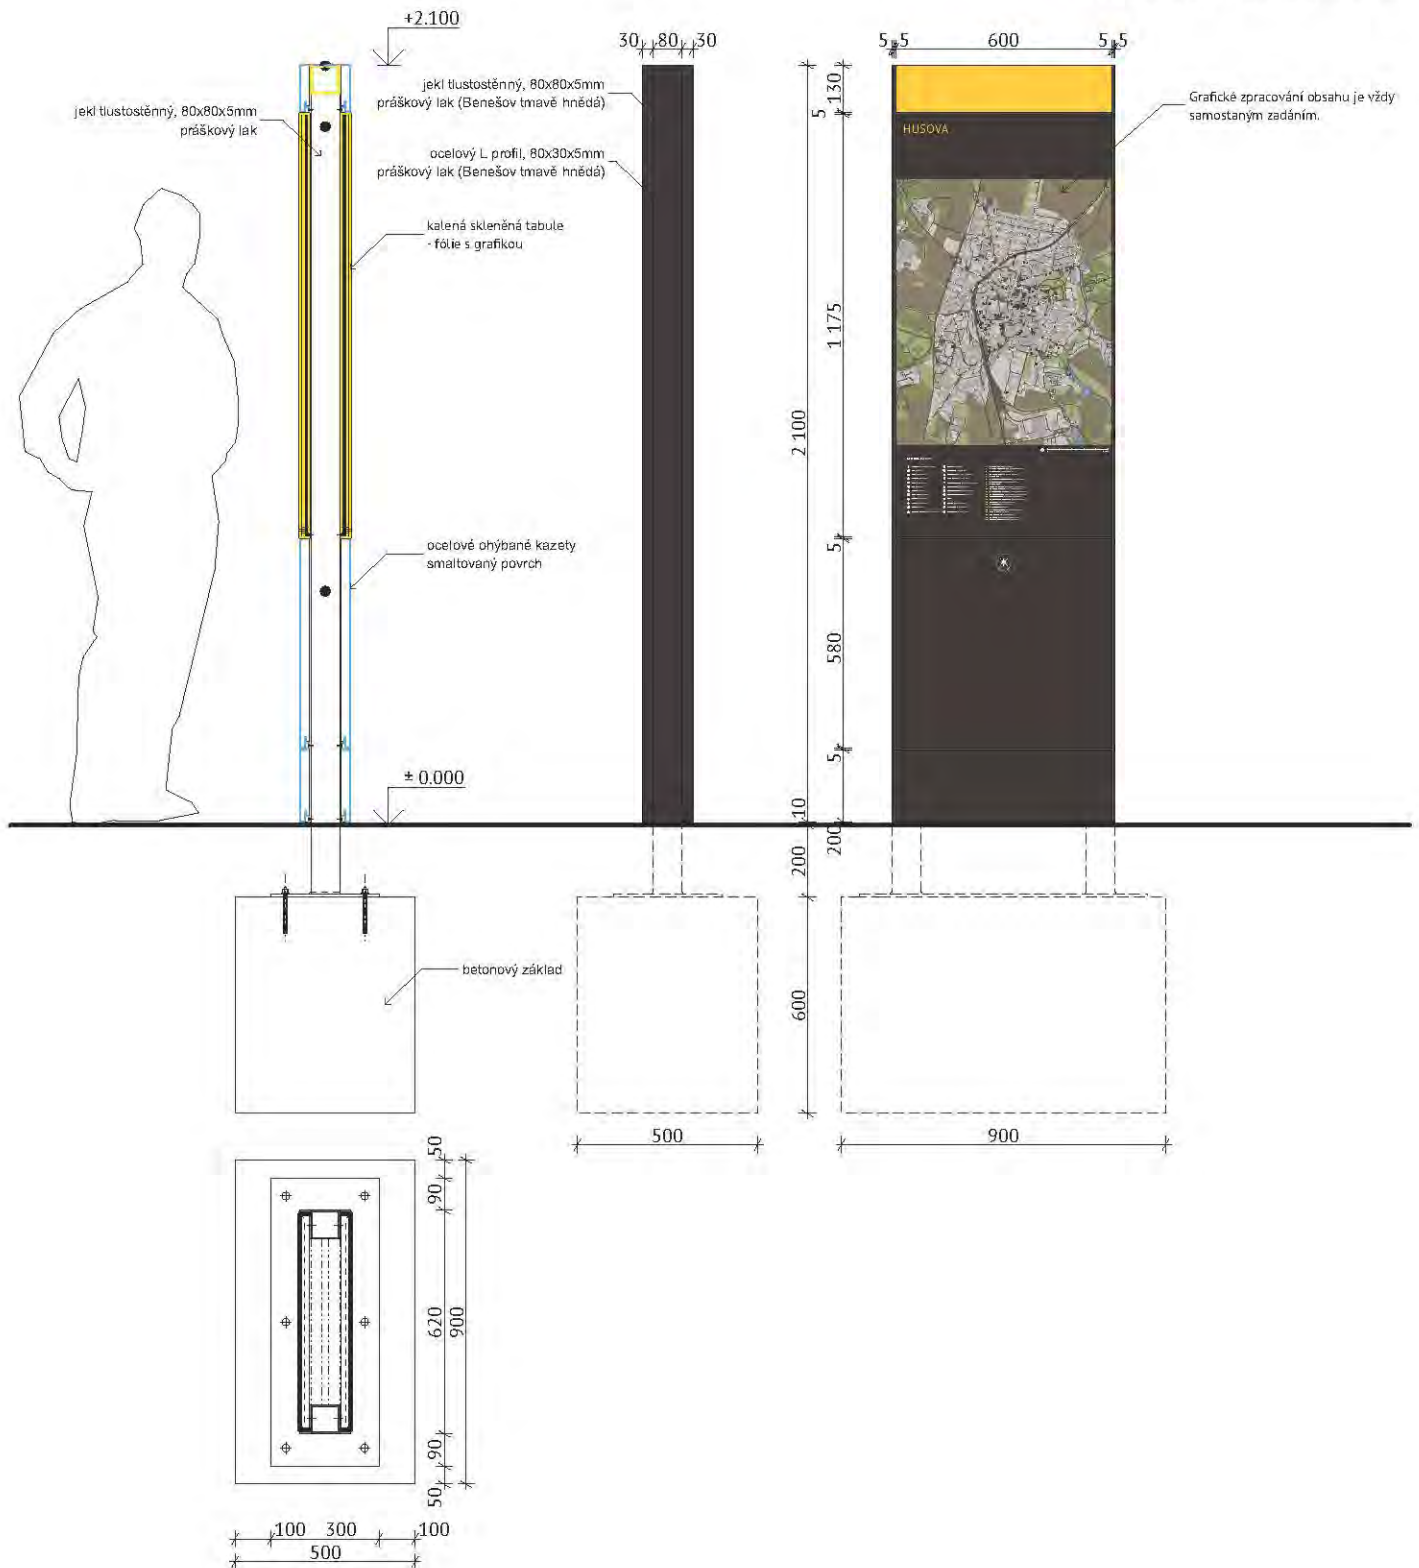 +2.100
jekl tlustostěnný, 80x80x5mm
práškový lak
± 0.000
30 80 30
jekl tlustostěnný, 80x80x5mm
práškový lak (Benešov tmavě hnědá)
ocelový L profil, 80x30x5mm
práškový lak (Benešov tmavě hnědá)
kalená skleněná tabule
- fólie s grafikou
ocelové ohýbané kazety
smaltovaný povrch
betonový základ
5 5 600 5 5
130
5
1 175
5
580
5
200
10
2 100
200
600
HUSOVA
Grafické zpracování obsahu je vždy
samostaným zadáním.
500
900
50
90
620
900
90
50
100 300 100
500